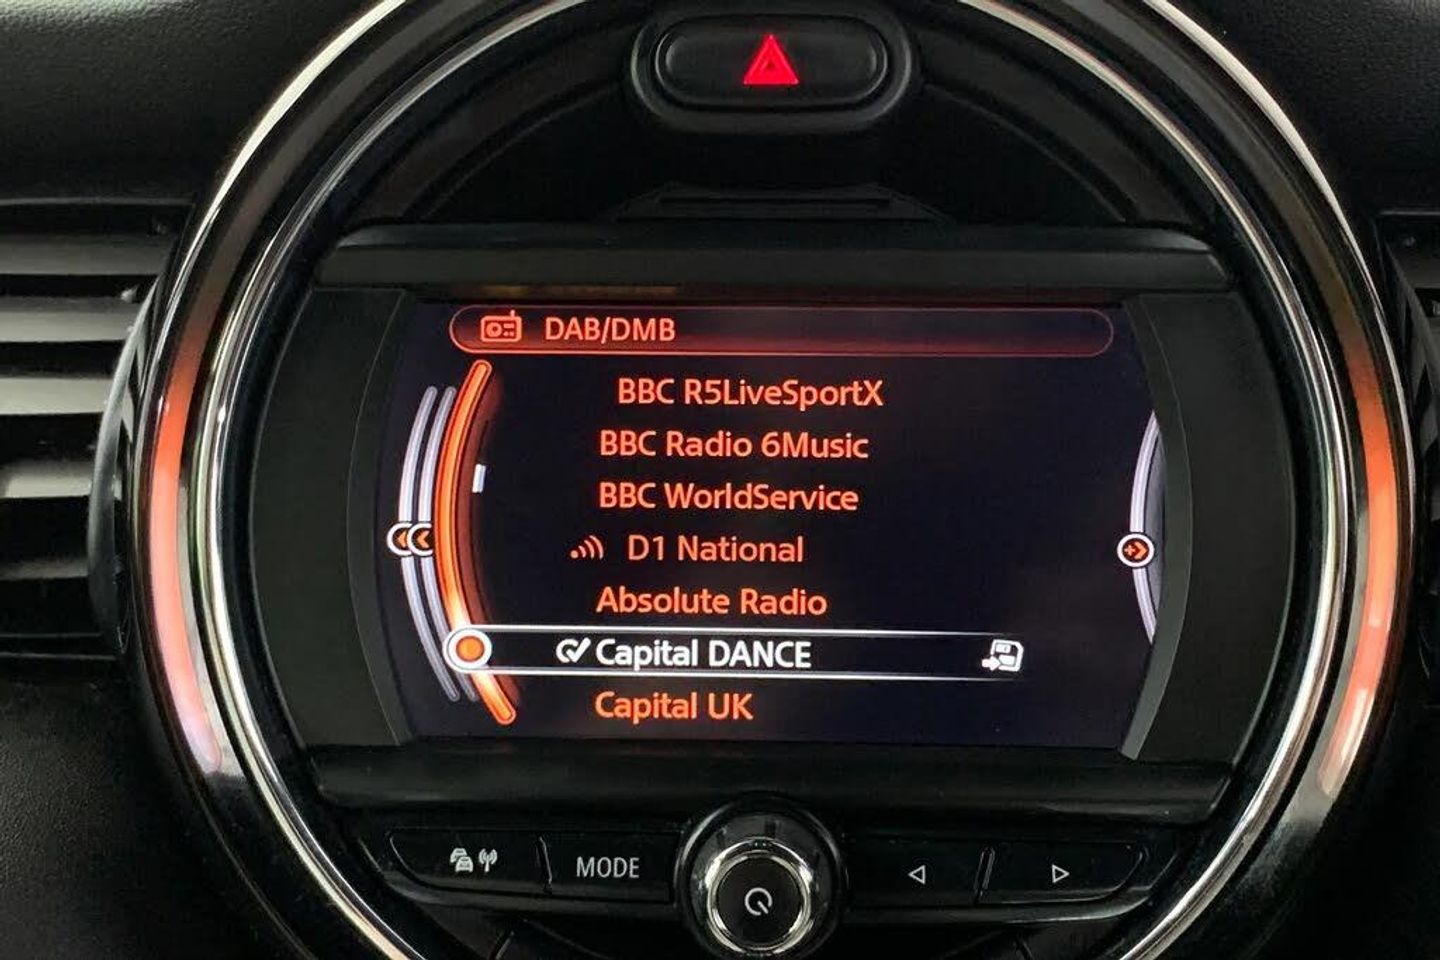 DAB/DMB
BBC R5LiveSportX
BBC Radio 6Music
BBC WorldService
D1 National
Absolute Radio
Capital DANCE
Capital UK
MODE